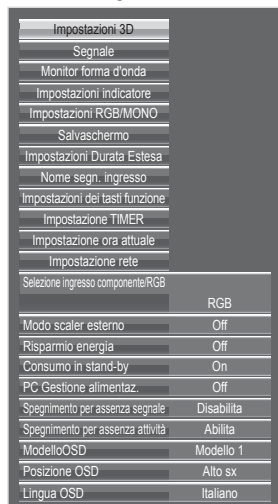 Impostazioni 3D
Segnale
Monitor forma d'onda
Impostazioni indicatore
Impostazioni RGB/MONO
Salvaschermo
Impostazioni Durata Estesa
Nome segn. ingresso
Impostazioni dei tasti funzione
Impostazione TIMER
Impostazione ora attuale
Impostazione rete
Selezione ingresso componente/RGB
RGB
Modo scaler esterno Off
Risparmio energia Off
Consumo in stand-by On
PC Gestione alimentaz. Off
Spegnimento per assenza segnale Disabilita
Spegnimento per assenza attività Abilita
ModelloOSD Modello 1
Posizione OSD Alto sx
Lingua OSD Italiano